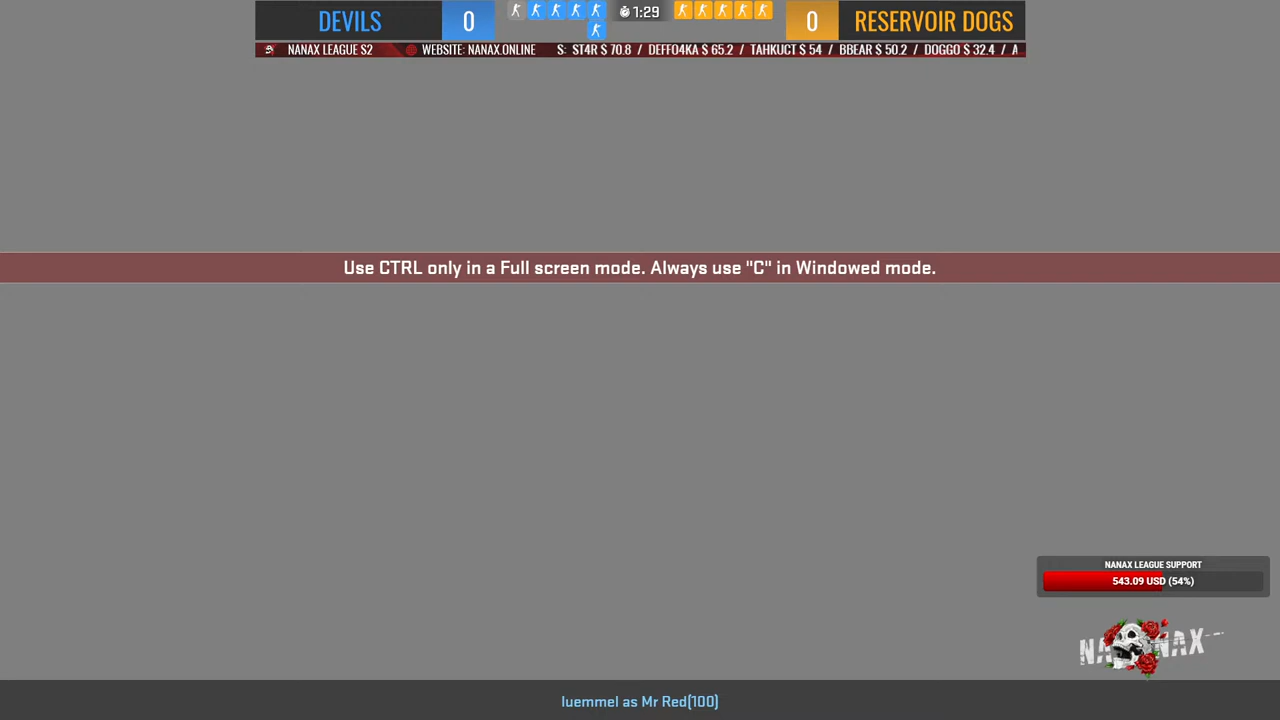 DEVILS 0 1:29 0 RESERVOIR DOGS
NANAX LEAGUE S2 WEBSITE: NANAX.ONLINE S: ST4R $ 70.8 / DEFFO4KA $ 65.2 / TAHKUCT $ 54 / BBEAR $ 50.2 / DOGGO $ 32.4 / A
Use CTRL only in a Full screen mode. Always use "C" in Windowed mode.
NANAX LEAGUE SUPPORT
543.09 USD (54%)
NANAX
luemmel as Mr Red(100)